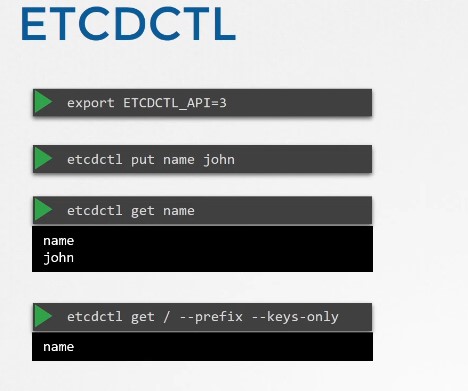 ETCDCTL
export ETCDCTL_API=3
etcdctl put name john
etcdctl get name
name
john
etcdctl get / --prefix --keys-only
name